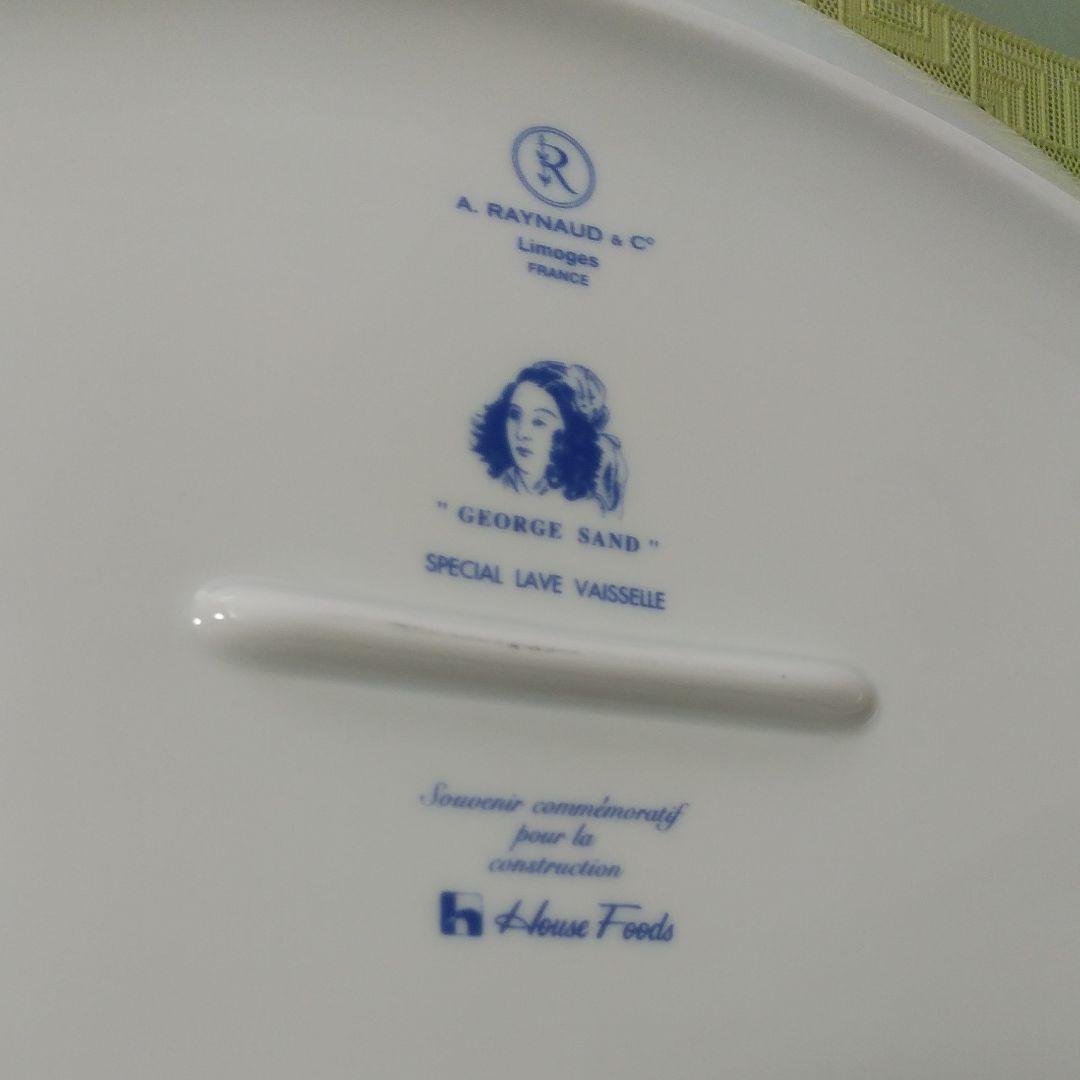 R
A. RAYNAUD & Cº
Limoges
FRANCE
" GEORGE SAND "
SPECIAL LAVE VAISSELLE
Souvenir commémoratif
pour la
construction
h House Foods